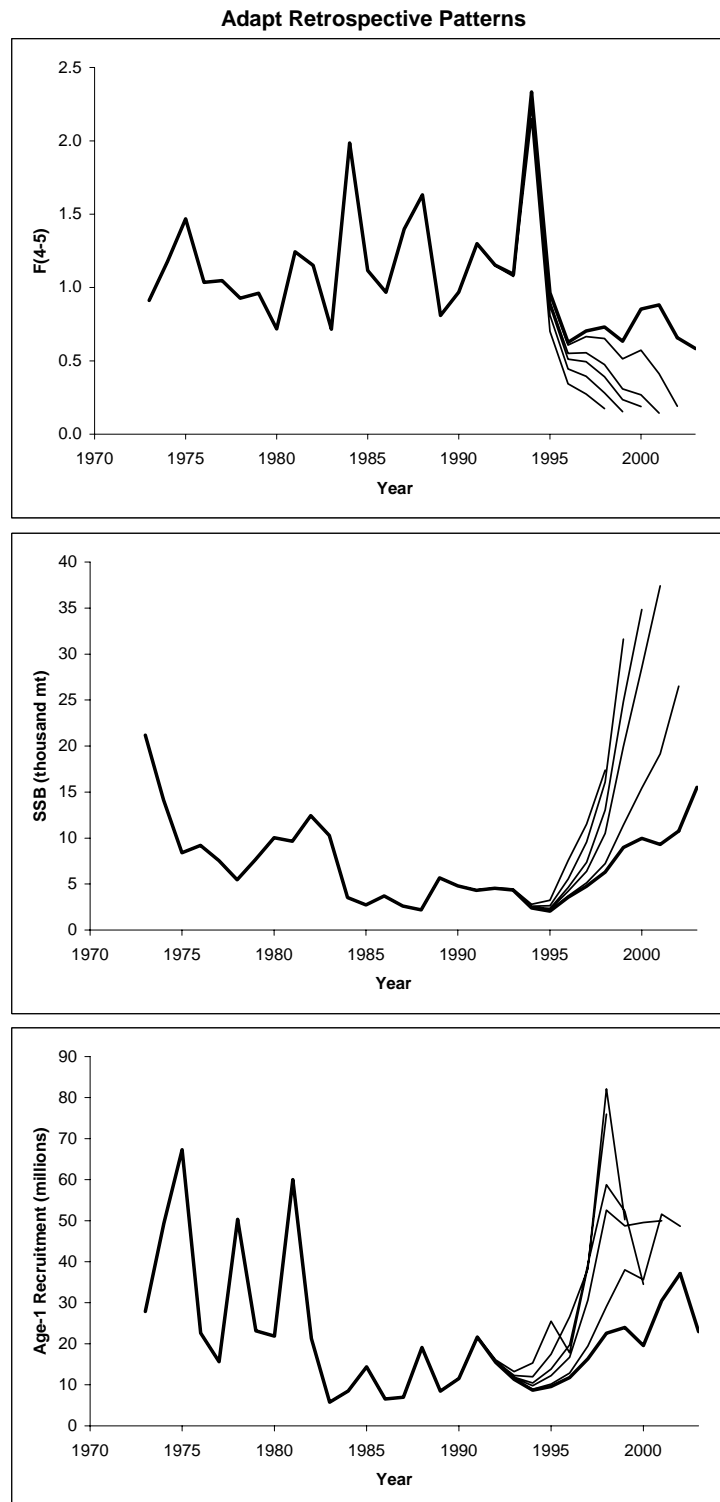 Adapt Retrospective Patterns
2.5
2.0
1.5
1.0
0.5
0.0
F(4-5)
1970 1975 1980 1985 1990 1995 2000
Year
40
35
30
25
20
15
10
5
0
SSB (thousand mt)
1970 1975 1980 1985 1990 1995 2000
Year
90
80
70
60
50
40
30
20
10
0
Age-1 Recruitment (millions)
1970 1975 1980 1985 1990 1995 2000
Year